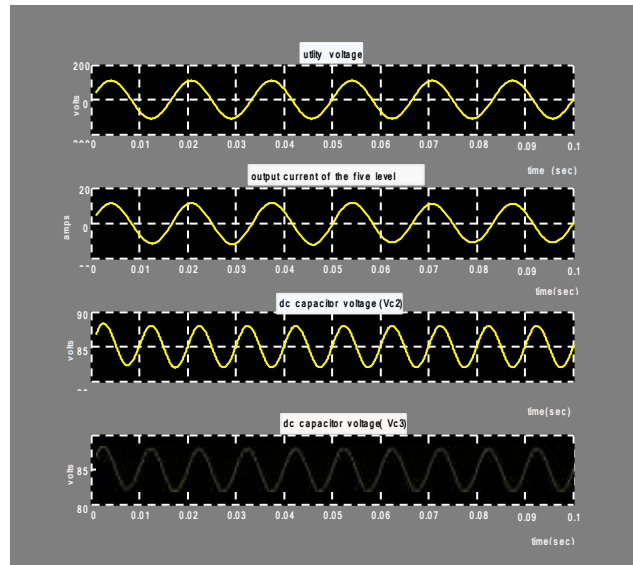 utlity voltage
200
volts
0
0 0.01 0.02 0.03 0.04 0.05 0.06 0.07 0.08 0.09 0.1
time (sec)
output current of the five level
20
amps
0
0 0.01 0.02 0.03 0.04 0.05 0.06 0.07 0.08 0.09 0.1
time(sec)
dc capacitor voltage (Vc2)
90
volts
85
time(sec)
dc capacitor voltage( Vc3)
volts
85
80
0 0.01 0.02 0.03 0.04 0.05 0.06 0.07 0.08 0.09 0.1
time(sec)